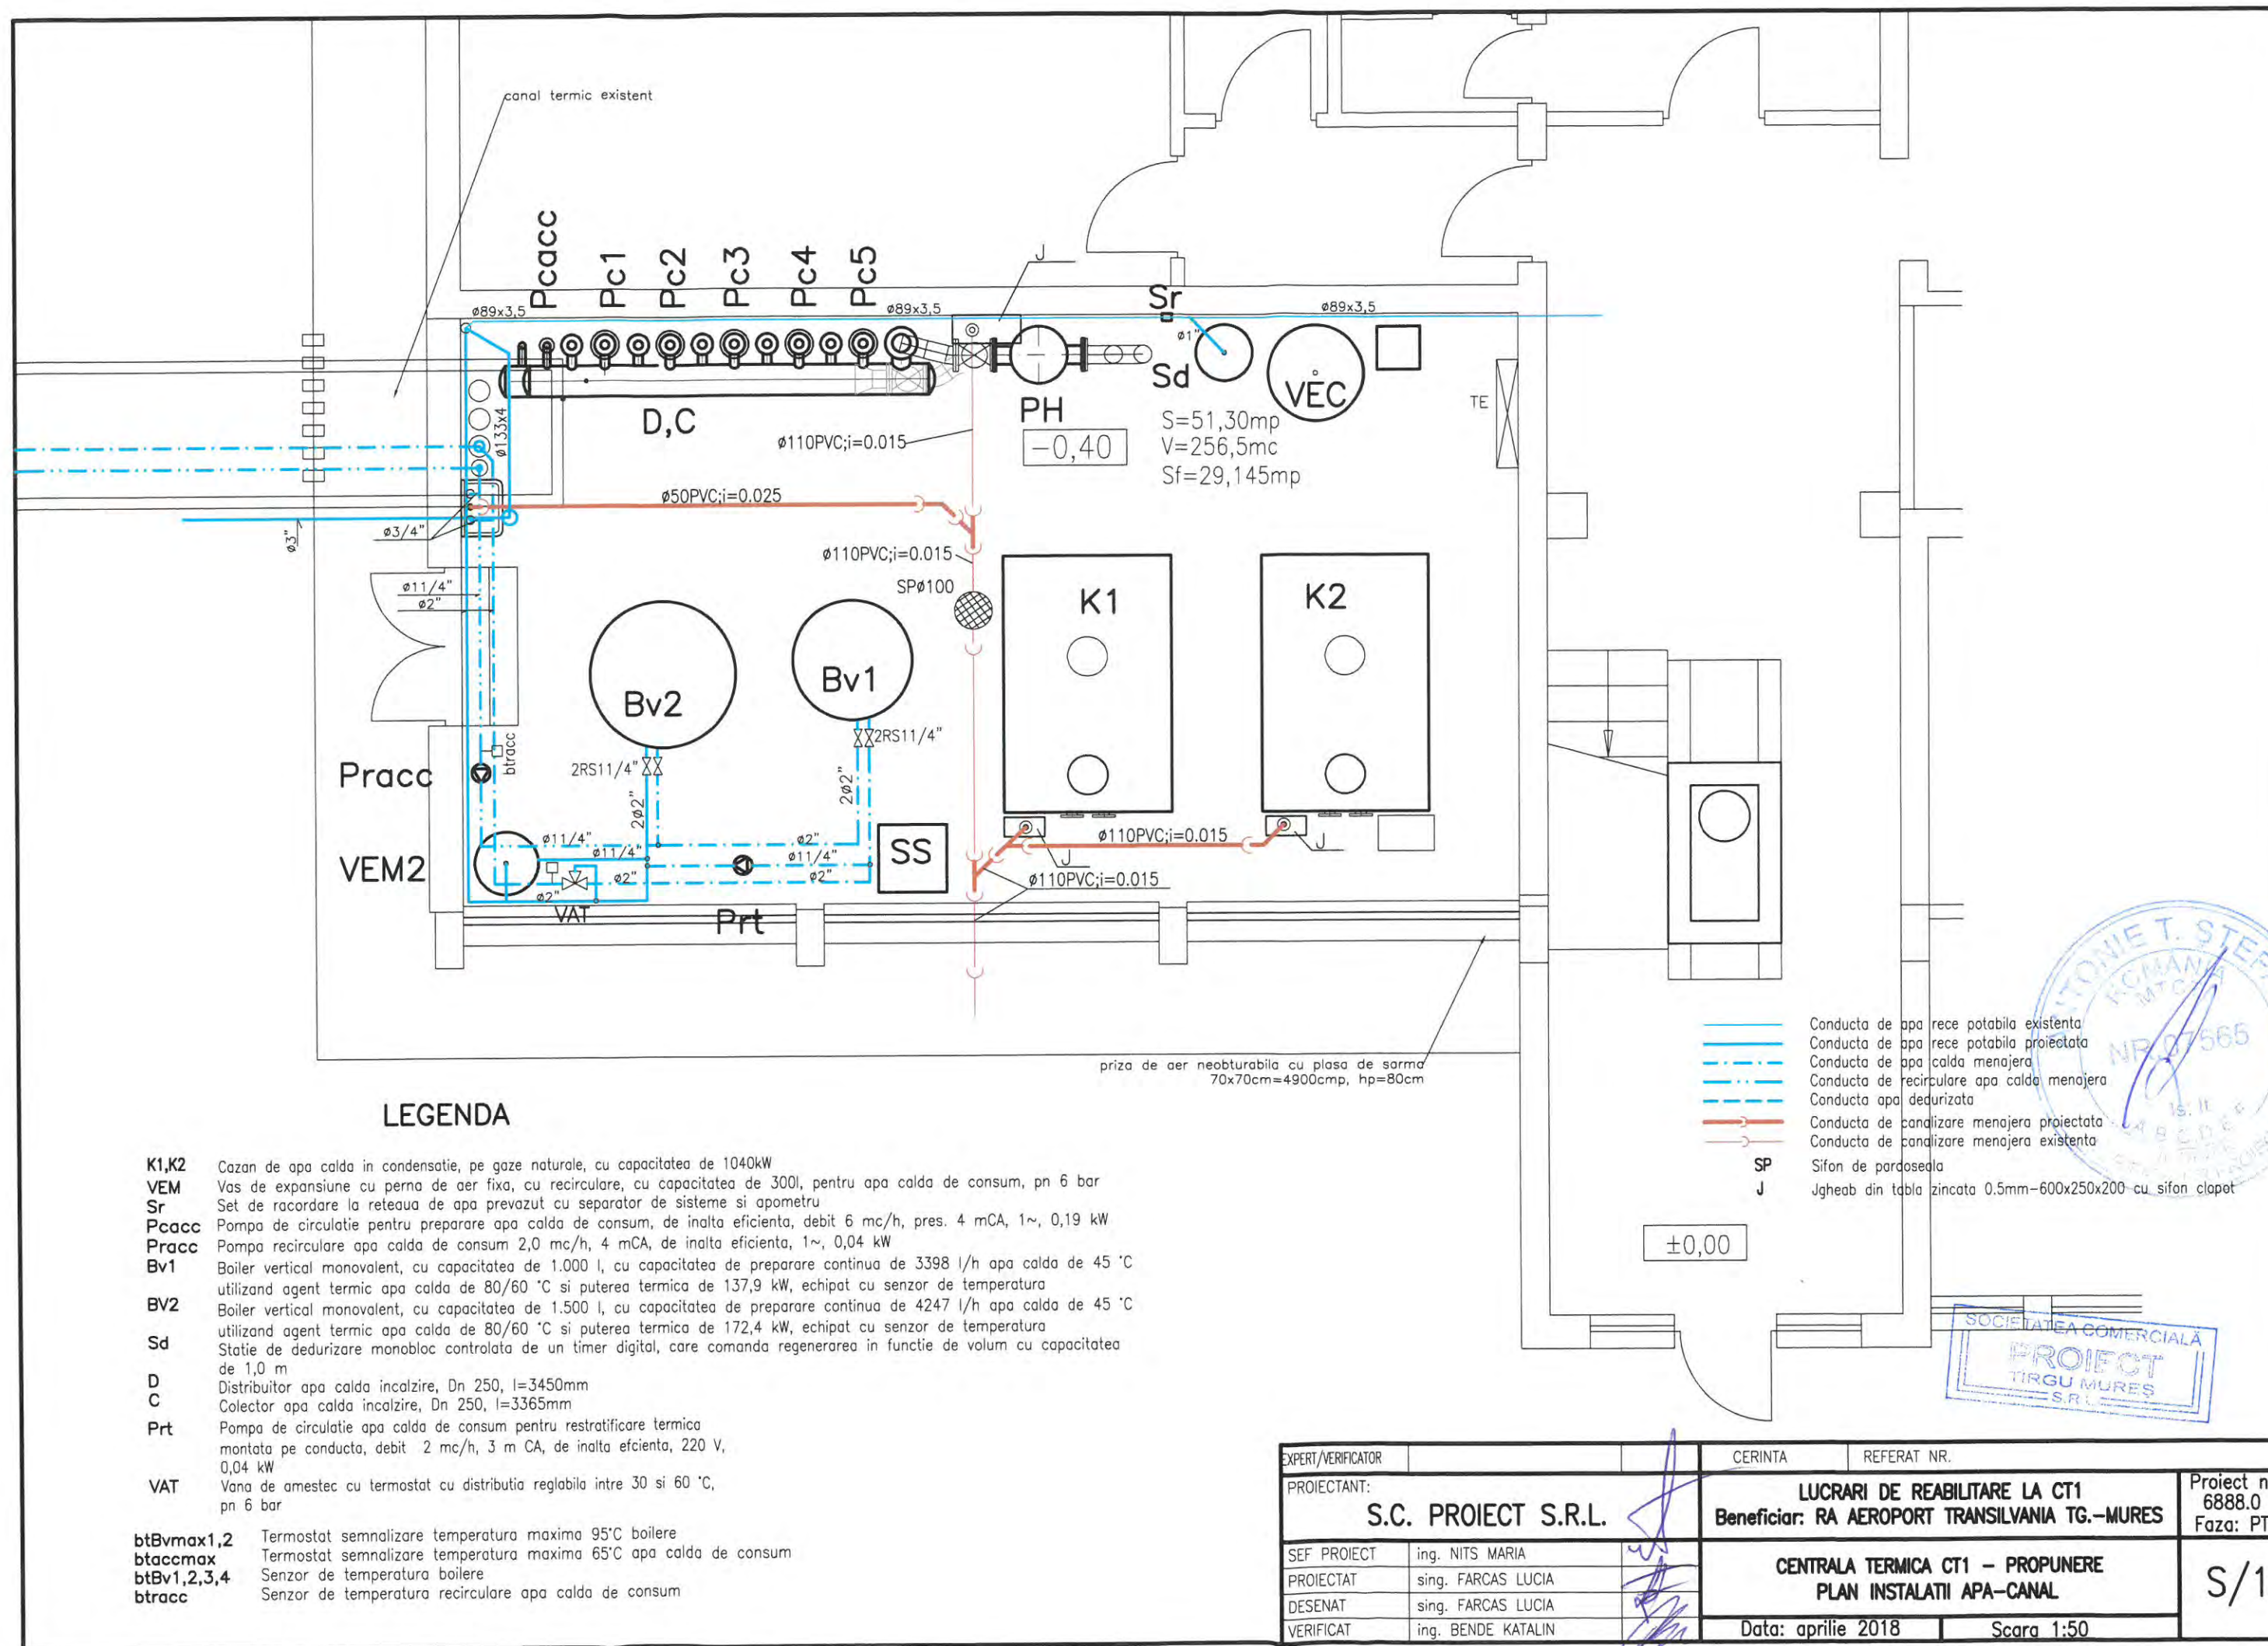 canal termic existent
Pcacc
Pc1
Pc2
Pc3
Pc4
Pc5
J
Sr
ø89x3,5
ø89x3,5
ø89x3,5
ø1"
Sd
VEC
TE
D,C
PH
-0,40
S=51,30mp
V=256,5mc
Sf=29,145mp
ø133x4
ø110PVC;i=0.015
ø50PVC;i=0.025
ø3"
ø3/4"
ø110PVC;i=0.015
SPø100
ø11/4"
ø2"
K1
K2
Bv2
Bv1
2RS11/4"
2RS11/4"
btracc
Pracc
2ø2"
2ø2"
ø11/4"
ø2"
ø11/4"
ø11/4"
SS
ø110PVC;i=0.015
J
J
VEM2
ø2"
ø2"
ø2"
ø110PVC;i=0.015
VAT
Prt
priza de aer neobturabila cu plasa de sarma
70x70cm=4900cmp, hp=80cm
Conducta de apa rece potabila existenta
Conducta de apa rece potabila proiectata
Conducta de apa calda menajera
Conducta de recirculare apa calda menajera
Conducta apa dedurizata
Conducta de canalizare menajera proiectata
Conducta de canalizare menajera existenta
SP Sifon de pardoseala
J Jgheab din tabla zincata 0.5mm-600x250x200 cu sifon clopot
ROMÂNIA
NR.07565
±0,00
LEGENDA
K1,K2 Cazan de apa calda in condensatie, pe gaze naturale, cu capacitatea de 1040kW
VEM Vas de expansiune cu perna de aer fixa, cu recirculare, cu capacitatea de 300l, pentru apa calda de consum, pn 6 bar
Sr Set de racordare la reteaua de apa prevazut cu separator de sisteme si apometru
Pcacc Pompa de circulatie pentru preparare apa calda de consum, de inalta eficienta, debit 6 mc/h, pres. 4 mCA, 1~, 0,19 kW
Pracc Pompa recirculare apa calda de consum 2,0 mc/h, 4 mCA, de inalta eficienta, 1~, 0,04 kW
Bv1 Boiler vertical monovalent, cu capacitatea de 1.000 l, cu capacitatea de preparare continua de 3398 l/h apa calda de 45 °C
utilizand agent termic apa calda de 80/60 °C si puterea termica de 137,9 kW, echipat cu senzor de temperatura
BV2 Boiler vertical monovalent, cu capacitatea de 1.500 l, cu capacitatea de preparare continua de 4247 l/h apa calda de 45 °C
utilizand agent termic apa calda de 80/60 °C si puterea termica de 172,4 kW, echipat cu senzor de temperatura
Sd Statie de dedurizare monobloc controlata de un timer digital, care comanda regenerarea in functie de volum cu capacitatea
de 1,0 m
D Distribuitor apa calda incalzire, Dn 250, l=3450mm
C Colector apa calda incalzire, Dn 250, l=3365mm
Prt Pompa de circulatie apa calda de consum pentru restratificare termica
montata pe conducta, debit 2 mc/h, 3 m CA, de inalta efcienta, 220 V,
0,04 kW
VAT Vana de amestec cu termostat cu distributia reglabila intre 30 si 60 °C,
pn 6 bar
btBvmax1,2 Termostat semnalizare temperatura maxima 95°C boilere
btaccmax Termostat semnalizare temperatura maxima 65°C apa calda de consum
btBv1,2,3,4 Senzor de temperatura boilere
btracc Senzor de temperatura recirculare apa calda de consum
SOCIETATEA COMERCIALĂ
PROIECT
TIRGU MUREȘ
S.R.L.
EXPERT/VERIFICATOR
CERINTA REFERAT NR.
PROIECTANT:
S.C. PROIECT S.R.L.
LUCRARI DE REABILITARE LA CT1
Beneficiar: RA AEROPORT TRANSILVANIA TG.-MURES
Proiect n
6888.0
Faza: PT
SEF PROIECT ing. NITS MARIA
PROIECTAT sing. FARCAS LUCIA
DESENAT sing. FARCAS LUCIA
VERIFICAT ing. BENDE KATALIN
CENTRALA TERMICA CT1 - PROPUNERE
PLAN INSTALATII APA-CANAL
S/1
Data: aprilie 2018 Scara 1:50